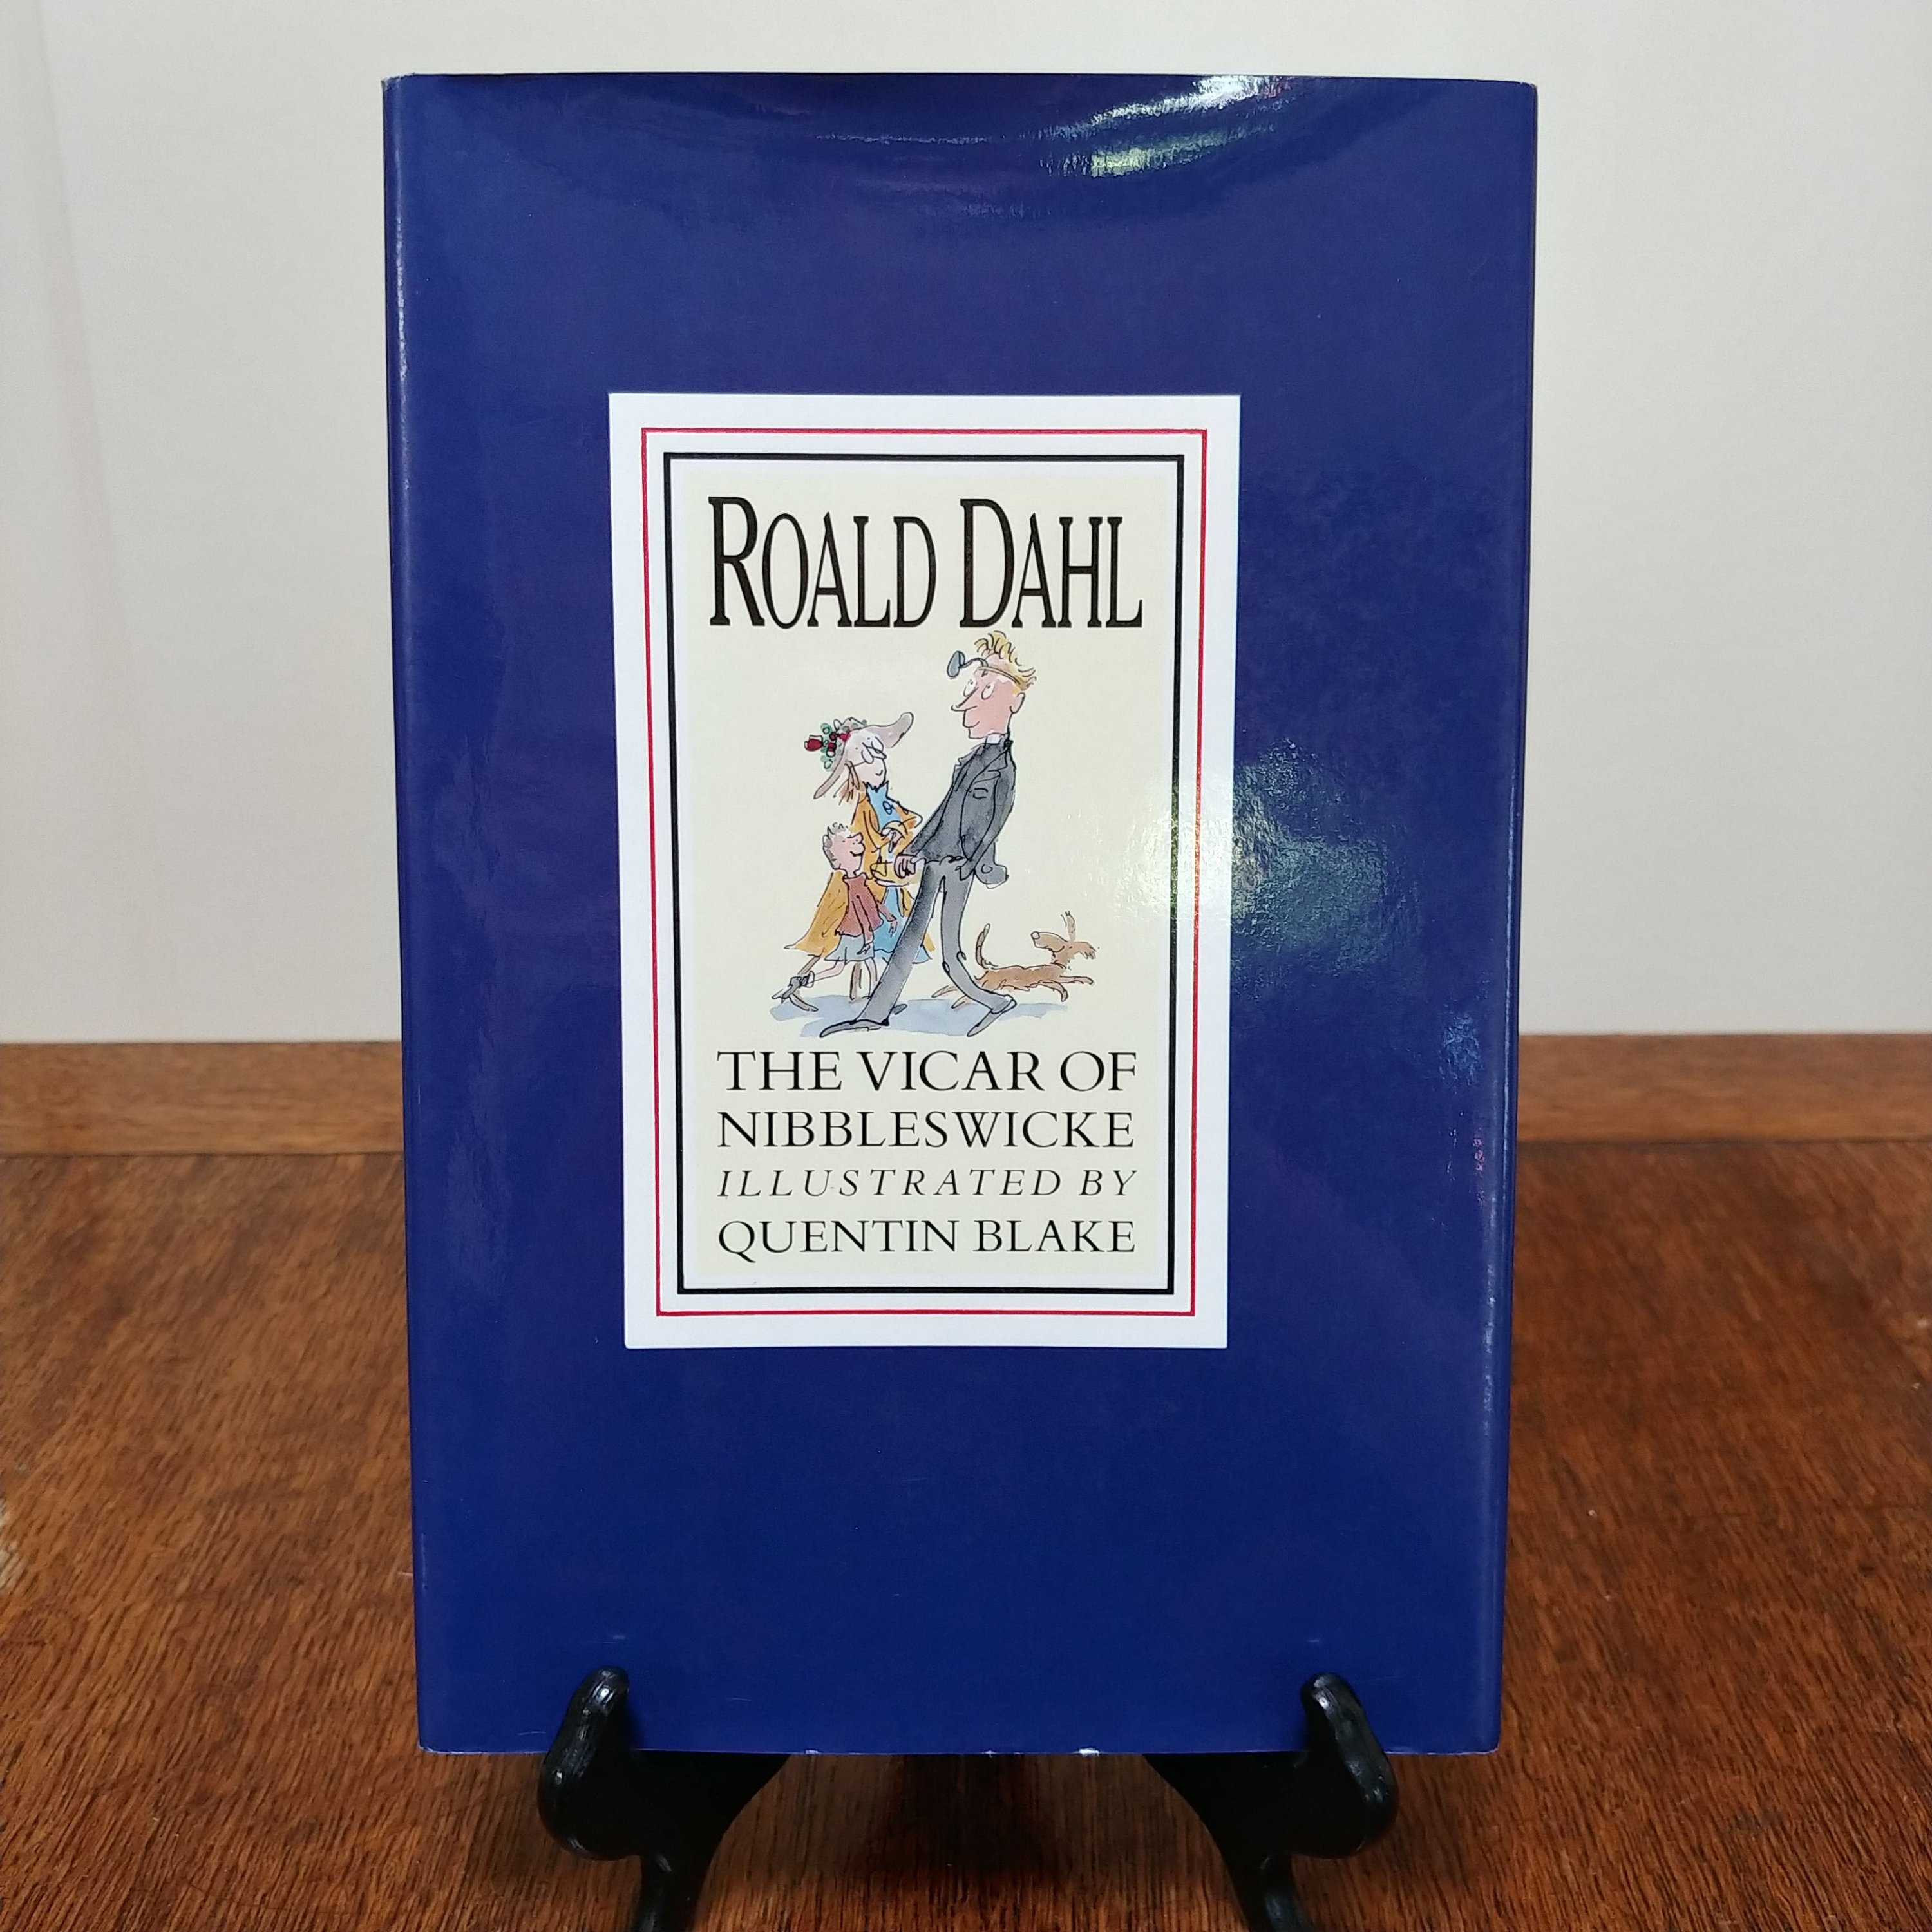 ROALD DAHL
THE VICAR OF
NIBBLESWICKE
ILLUSTRATED BY
QUENTIN BLAKE